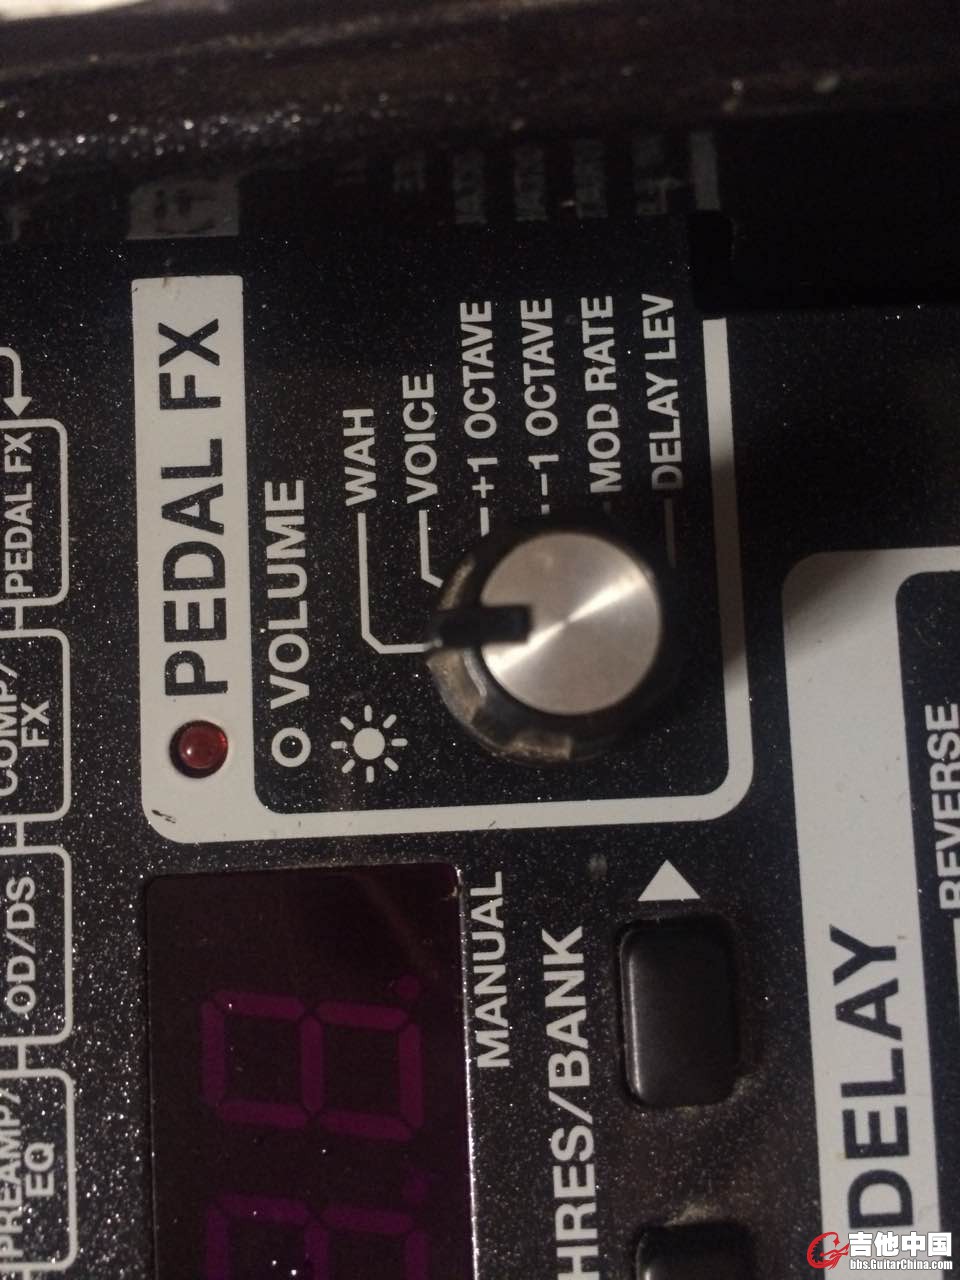 PEDAL FX
VOLUME
WAH
VOICE
+1 OCTAVE
-1 OCTAVE
MOD RATE
DELAY LEV
PEDAL FX
COMP/
FX
OD/DS
PREAMP/
EQ
MANUAL
HRES/BANK
DELAY
REVERSE
吉他中国
bbs.GuitarChina.com